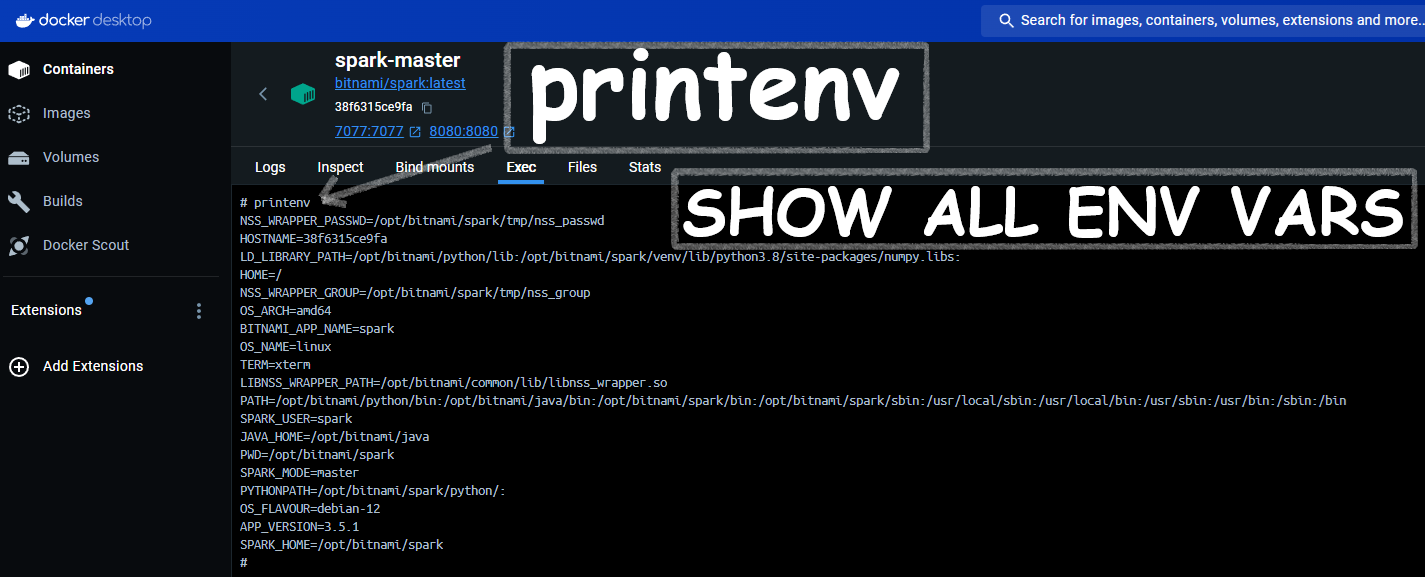 docker desktop
Search for images, containers, volumes, extensions and more...
Containers
Images
Volumes
Builds
Docker Scout
Extensions
Add Extensions
spark-master
bitnami/spark:latest
38f6315ce9fa
7077:7077 8080:8080
printenv
Logs Inspect Bind mounts Exec Files Stats
SHOW ALL ENV VARS
# printenv
NSS_WRAPPER_PASSWD=/opt/bitnami/spark/tmp/nss_passwd
HOSTNAME=38f6315ce9fa
LD_LIBRARY_PATH=/opt/bitnami/python/lib:/opt/bitnami/spark/venv/lib/python3.8/site-packages/numpy.libs:
HOME=/
NSS_WRAPPER_GROUP=/opt/bitnami/spark/tmp/nss_group
OS_ARCH=amd64
BITNAMI_APP_NAME=spark
OS_NAME=linux
TERM=xterm
LIBNSS_WRAPPER_PATH=/opt/bitnami/common/lib/libnss_wrapper.so
PATH=/opt/bitnami/python/bin:/opt/bitnami/java/bin:/opt/bitnami/spark/bin:/opt/bitnami/spark/sbin:/usr/local/sbin:/usr/local/bin:/usr/sbin:/usr/bin:/sbin:/bin
SPARK_USER=spark
JAVA_HOME=/opt/bitnami/java
PWD=/opt/bitnami/spark
SPARK_MODE=master
PYTHONPATH=/opt/bitnami/spark/python/:
OS_FLAVOUR=debian-12
APP_VERSION=3.5.1
SPARK_HOME=/opt/bitnami/spark
#